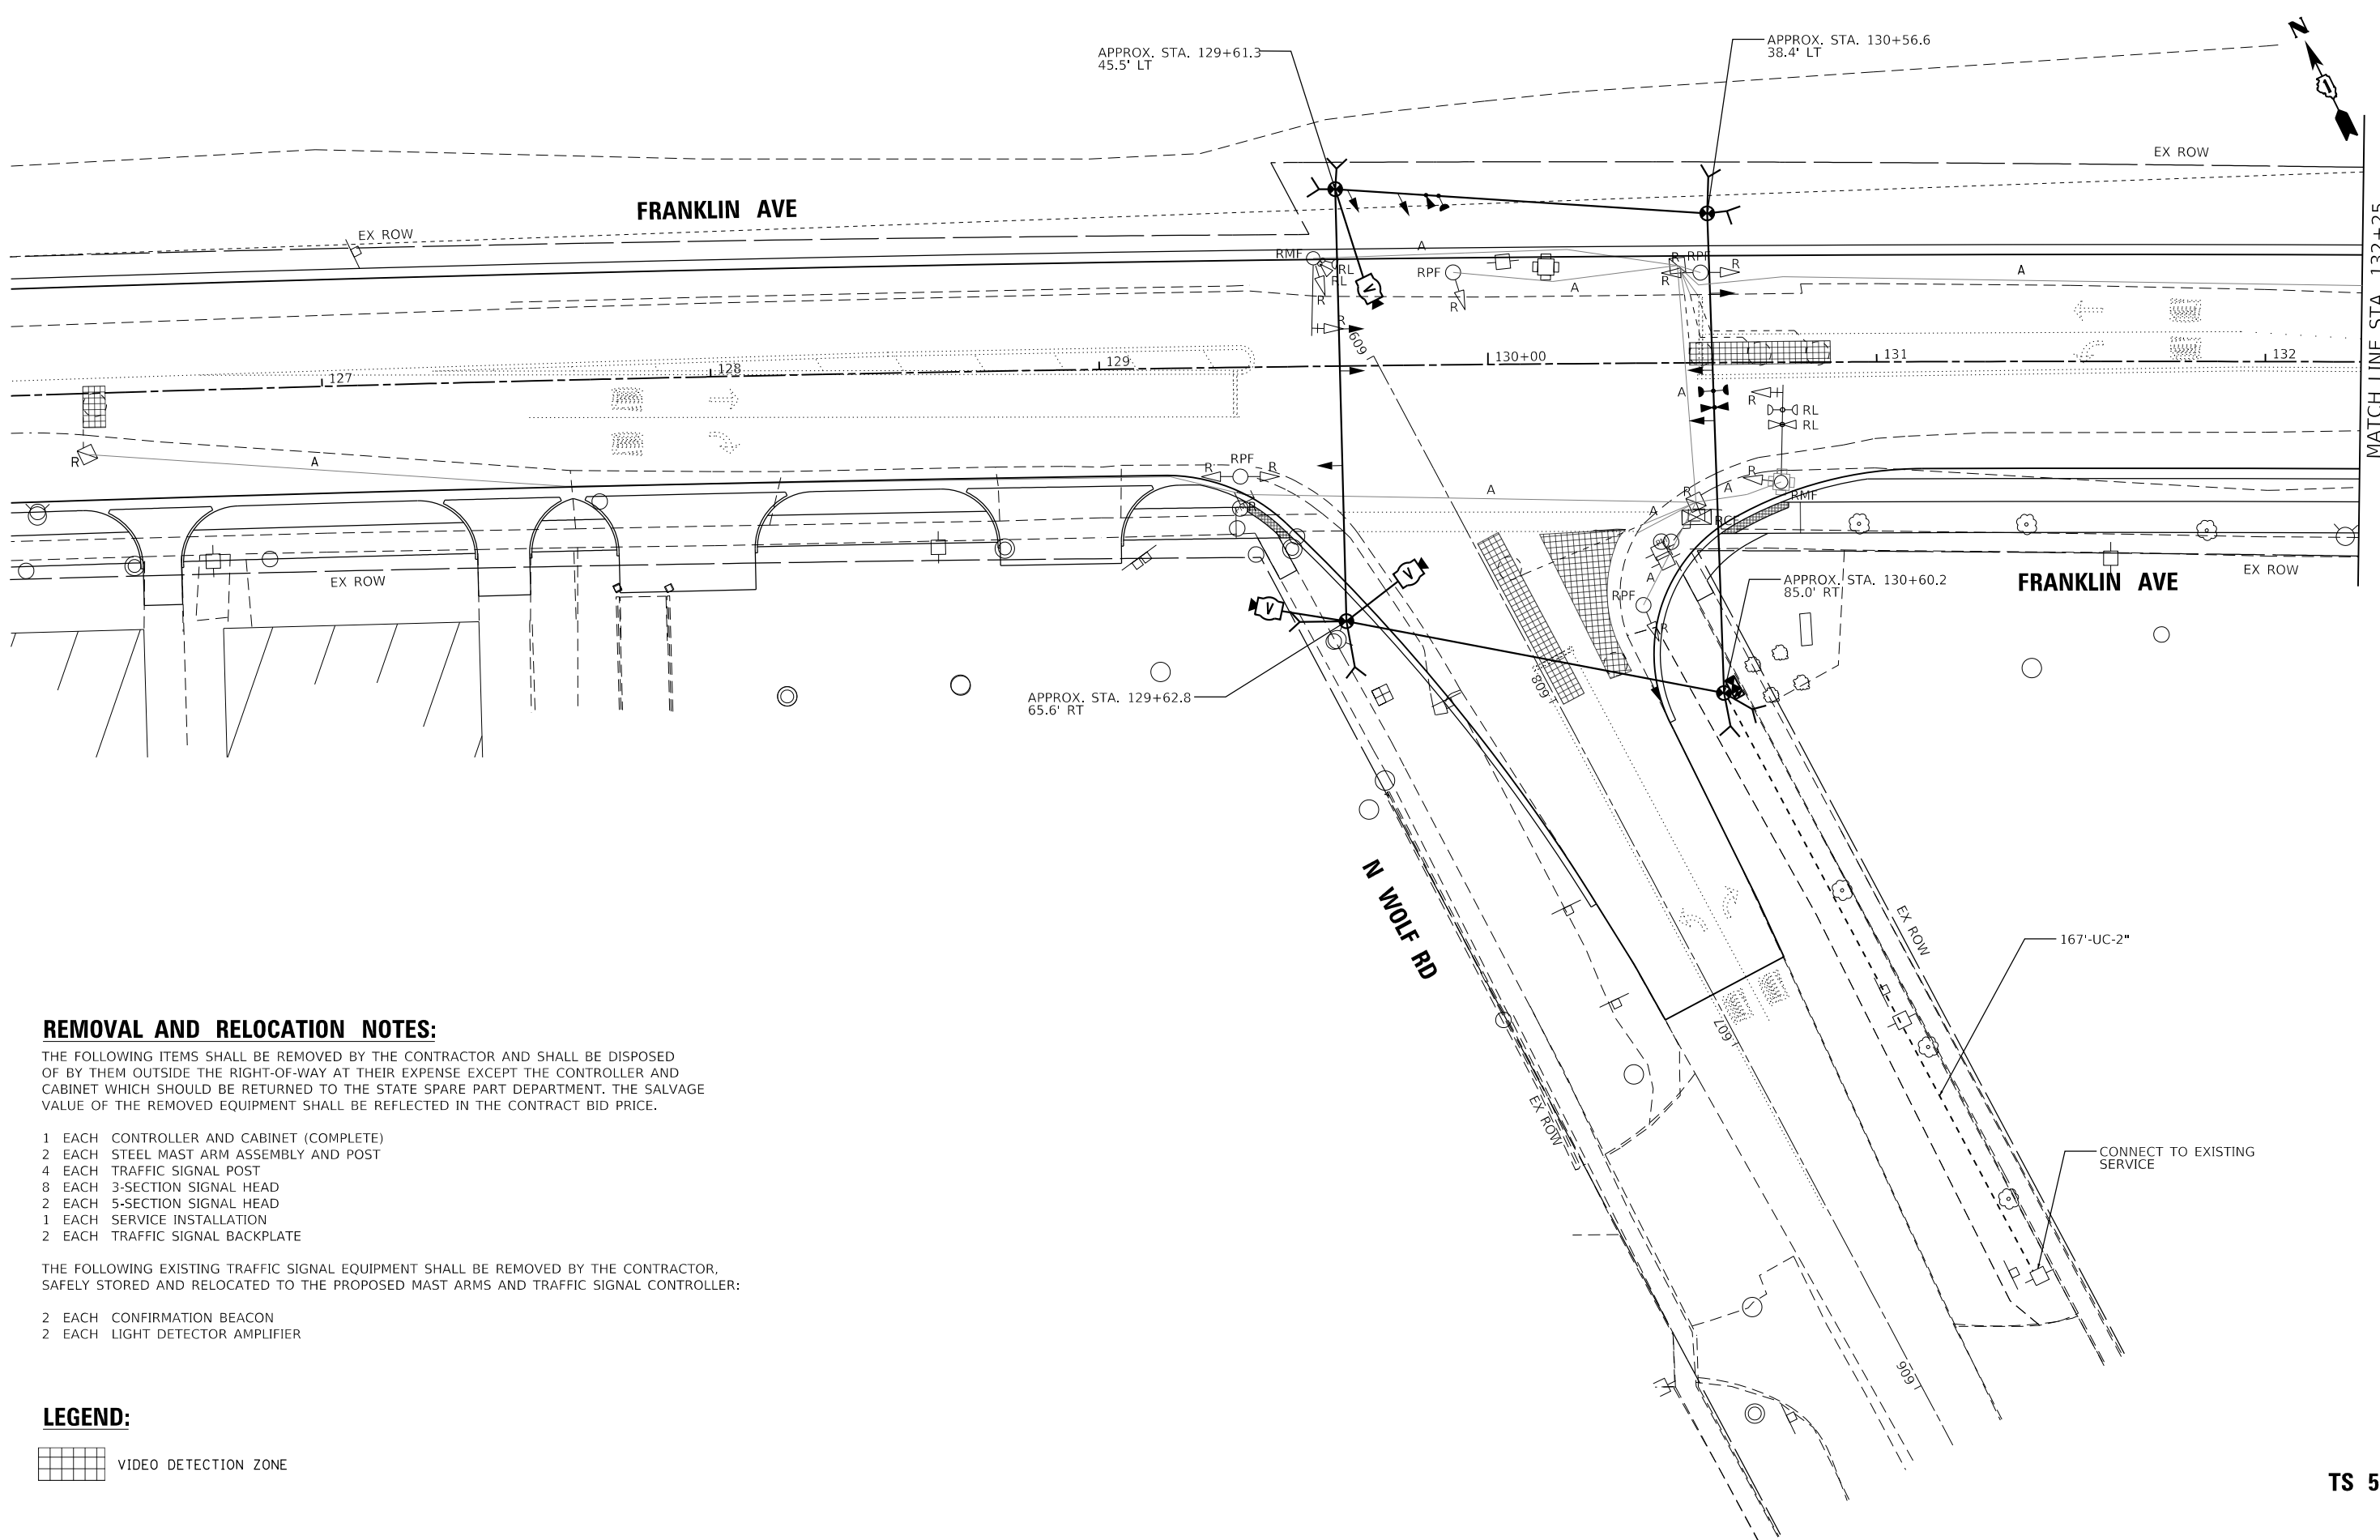 N
APPROX. STA. 129+61.3
45.5' LT
APPROX. STA. 130+56.6
38.4' LT
EX ROW
FRANKLIN AVE
EX ROW
MATCH LINE STA. 132+25
RMF
A
RL
RL
R
RPF
R
A
R
RPF
R
R
A
R
609
127
128
129
130+00
131
132
A
R
RL
RL
R
A
RPF
R
R
A
R
R
A
RMF
A
A
RPF
R
EX ROW
EX ROW
FRANKLIN AVE
V
V
V
APPROX. STA. 130+60.2
85.0' RT
APPROX. STA. 129+62.8
65.6' RT
608
N WOLF RD
EX ROW
167'-UC-2"
607
EX ROW
CONNECT TO EXISTING
SERVICE
606
REMOVAL AND RELOCATION NOTES:
THE FOLLOWING ITEMS SHALL BE REMOVED BY THE CONTRACTOR AND SHALL BE DISPOSED
OF BY THEM OUTSIDE THE RIGHT-OF-WAY AT THEIR EXPENSE EXCEPT THE CONTROLLER AND
CABINET WHICH SHOULD BE RETURNED TO THE STATE SPARE PART DEPARTMENT. THE SALVAGE
VALUE OF THE REMOVED EQUIPMENT SHALL BE REFLECTED IN THE CONTRACT BID PRICE.
1 EACH CONTROLLER AND CABINET (COMPLETE)
2 EACH STEEL MAST ARM ASSEMBLY AND POST
4 EACH TRAFFIC SIGNAL POST
8 EACH 3-SECTION SIGNAL HEAD
2 EACH 5-SECTION SIGNAL HEAD
1 EACH SERVICE INSTALLATION
2 EACH TRAFFIC SIGNAL BACKPLATE
THE FOLLOWING EXISTING TRAFFIC SIGNAL EQUIPMENT SHALL BE REMOVED BY THE CONTRACTOR,
SAFELY STORED AND RELOCATED TO THE PROPOSED MAST ARMS AND TRAFFIC SIGNAL CONTROLLER:
2 EACH CONFIRMATION BEACON
2 EACH LIGHT DETECTOR AMPLIFIER
LEGEND:
VIDEO DETECTION ZONE
TS 5